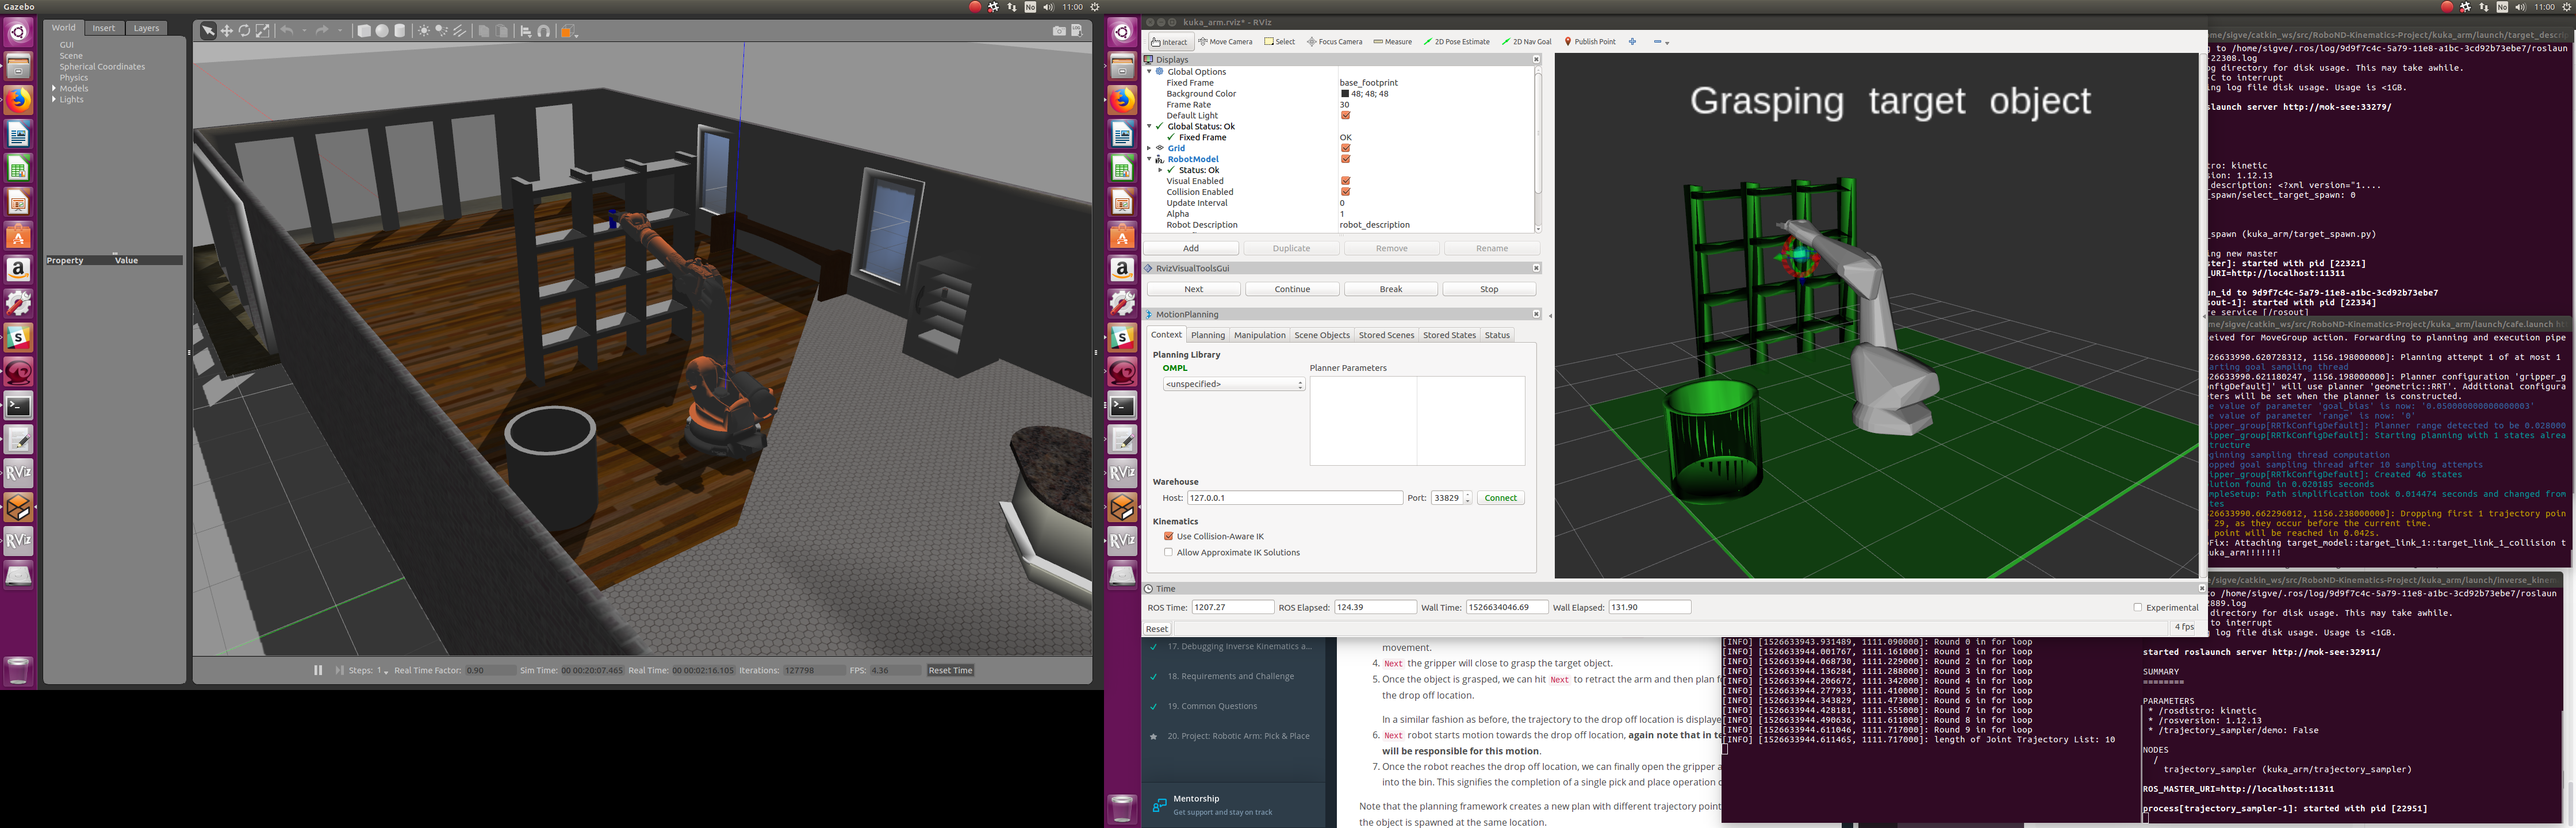 Gazebo
No
11:00
World
Insert
Layers
GUI
Scene
Spherical Coordinates
Physics
Models
Lights
Property Value
Steps: 1
Real Time Factor: 0.90
Sim Time: 00 00:20:07.465
Real Time: 00 00:02:16.105
Iterations: 127798
FPS: 4.36
Reset Time
No
11:00
kuka_arm.rviz* - RViz
Interact
Move Camera
Select
Focus Camera
Measure
2D Pose Estimate
2D Nav Goal
Publish Point
Displays
Global Options
Fixed Frame base_footprint
Background Color 48; 48; 48
Frame Rate 30
Default Light
Global Status: Ok
Fixed Frame OK
Grid
RobotModel
Status: Ok
Visual Enabled
Collision Enabled
Update Interval 0
Alpha 1
Robot Description robot_description
Add
Duplicate
Remove
Rename
RvizVisualToolsGui
Next
Continue
Break
Stop
MotionPlanning
Context
Planning
Manipulation
Scene Objects
Stored Scenes
Stored States
Status
Planning Library
OMPL
Planner Parameters
<unspecified>
Warehouse
Host: 127.0.0.1
Port: 33829
Connect
Kinematics
Use Collision-Aware IK
Allow Approximate IK Solutions
Grasping target object
Time
ROS Time: 1207.27
ROS Elapsed: 124.39
Wall Time: 1526634046.69
Wall Elapsed: 131.90
Experimental
Reset
4 fps
17. Debugging Inverse Kinematics a...
18. Requirements and Challenge
19. Common Questions
20. Project: Robotic Arm: Pick & Place
Mentorship
Get support and stay on track
movement.
4. Next the gripper will close to grasp the target object.
5. Once the object is grasped, we can hit Next to retract the arm and then plan f
the drop off location.
In a similar fashion as before, the trajectory to the drop off location is displaye
6. Next robot starts motion towards the drop off location, again note that in te
will be responsible for this motion.
7. Once the robot reaches the drop off location, we can finally open the gripper a
into the bin. This signifies the completion of a single pick and place operation
Note that the planning framework creates a new plan with different trajectory point
the object is spawned at the same location.
[INFO] [1526633943.931489, 1111.090000]: Round 0 in for loop
[INFO] [1526633944.001767, 1111.161000]: Round 1 in for loop
[INFO] [1526633944.068730, 1111.229000]: Round 2 in for loop
[INFO] [1526633944.136284, 1111.288000]: Round 3 in for loop
[INFO] [1526633944.206672, 1111.342000]: Round 4 in for loop
[INFO] [1526633944.277933, 1111.410000]: Round 5 in for loop
[INFO] [1526633944.343829, 1111.473000]: Round 6 in for loop
[INFO] [1526633944.428181, 1111.555000]: Round 7 in for loop
[INFO] [1526633944.490636, 1111.611000]: Round 8 in for loop
[INFO] [1526633944.611046, 1111.717000]: Round 9 in for loop
[INFO] [1526633944.611465, 1111.717000]: length of Joint Trajectory List: 10
me/sigve/catkin_ws/src/RoboND-Kinematics-Project/kuka_arm/launch/target_descrip
g to /home/sigve/.ros/log/9d9f7c4c-5a79-11e8-a1bc-3cd92b73ebe7/roslaun
-22308.log
og directory for disk usage. This may take awhile.
-C to interrupt
ing log file disk usage. Usage is <1GB.
slaunch server http://mok-see:33279/
tro: kinetic
sion: 1.12.13
_description: <?xml version="1....
_spawn/select_target_spawn: 0
_spawn (kuka_arm/target_spawn.py)
ing new master
ster]: started with pid [22321]
_URI=http://localhost:11311
un_id to 9d9f7c4c-5a79-11e8-a1bc-3cd92b73ebe7
sout-1]: started with pid [22334]
re service [/rosout]
me/sigve/catkin_ws/src/RoboND-Kinematics-Project/kuka_arm/launch/cafe.launch ht
eived for MoveGroup action. Forwarding to planning and execution pipe
526633990.620728312, 1156.198000000]: Planning attempt 1 of at most 1
arting goal sampling thread
526633990.621180247, 1156.198000000]: Planner configuration 'gripper_g
onfigDefault]' will use planner 'geometric::RRT'. Additional configura
eters will be set when the planner is constructed.
e value of parameter 'goal_bias' is now: '0.050000000000000003'
e value of parameter 'range' is now: '0'
ipper_group[RRTkConfigDefault]: Planner range detected to be 0.028000
ipper_group[RRTkConfigDefault]: Starting planning with 1 states alrea
tructure
ginning sampling thread computation
opped goal sampling thread after 10 sampling attempts
ipper_group[RRTkConfigDefault]: Created 46 states
lution found in 0.020185 seconds
mpleSetup: Path simplification took 0.014474 seconds and changed from
tes
526633990.662296012, 1156.238000000]: Dropping first 1 trajectory poin
29, as they occur before the current time.
point will be reached in 0.042s.
Fix: Attaching target_model::target_link_1::target_link_1_collision t
uka_arm!!!!!!!
/sigve/catkin_ws/src/RoboND-Kinematics-Project/kuka_arm/launch/inverse_kinem
to /home/sigve/.ros/log/9d9f7c4c-5a79-11e8-a1bc-3cd92b73ebe7/roslaun
2889.log
directory for disk usage. This may take awhile.
to interrupt
log file disk usage. Usage is <1GB.
started roslaunch server http://mok-see:32911/
SUMMARY
========
PARAMETERS
* /rosdistro: kinetic
* /rosversion: 1.12.13
* /trajectory_sampler/demo: False
NODES
/
trajectory_sampler (kuka_arm/trajectory_sampler)
ROS_MASTER_URI=http://localhost:11311
process[trajectory_sampler-1]: started with pid [22951]